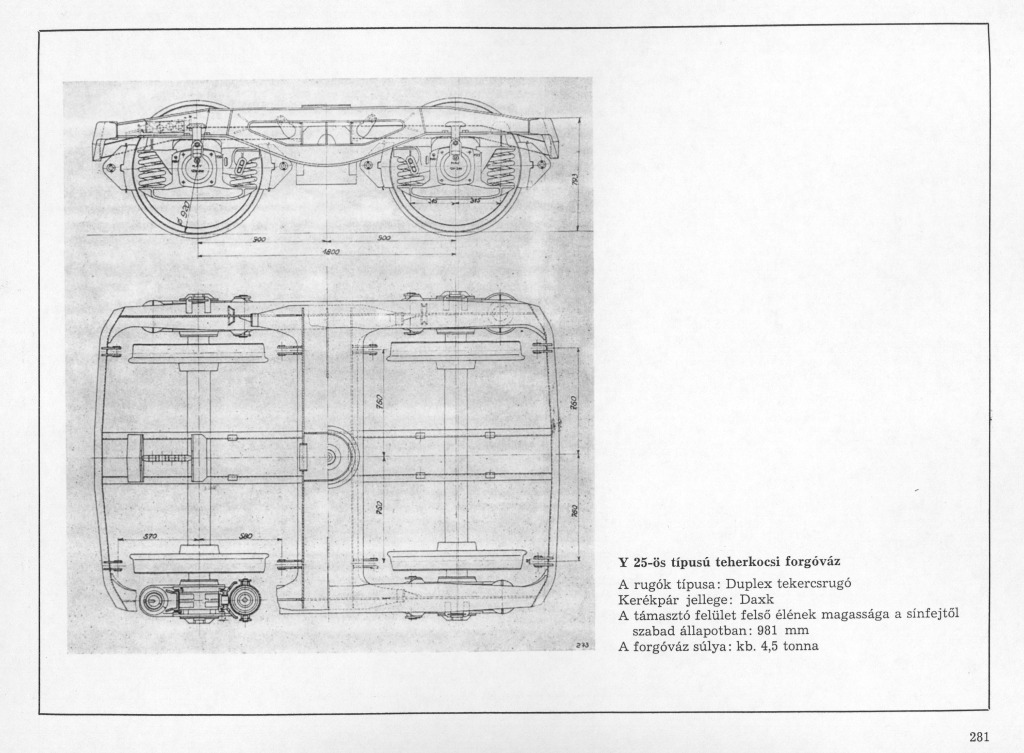 793
ϕ 920
345 345
900 900
1800
760 760
760 760
570 580
273
Y 25-ös típusú teherkocsi forgóváz
A rugók típusa: Duplex tekercsrugó
Kerékpár jellege: Daxk
A támasztó felület felső élének magassága a sínfejtől
szabad állapotban: 981 mm
A forgóváz súlya: kb. 4,5 tonna
281